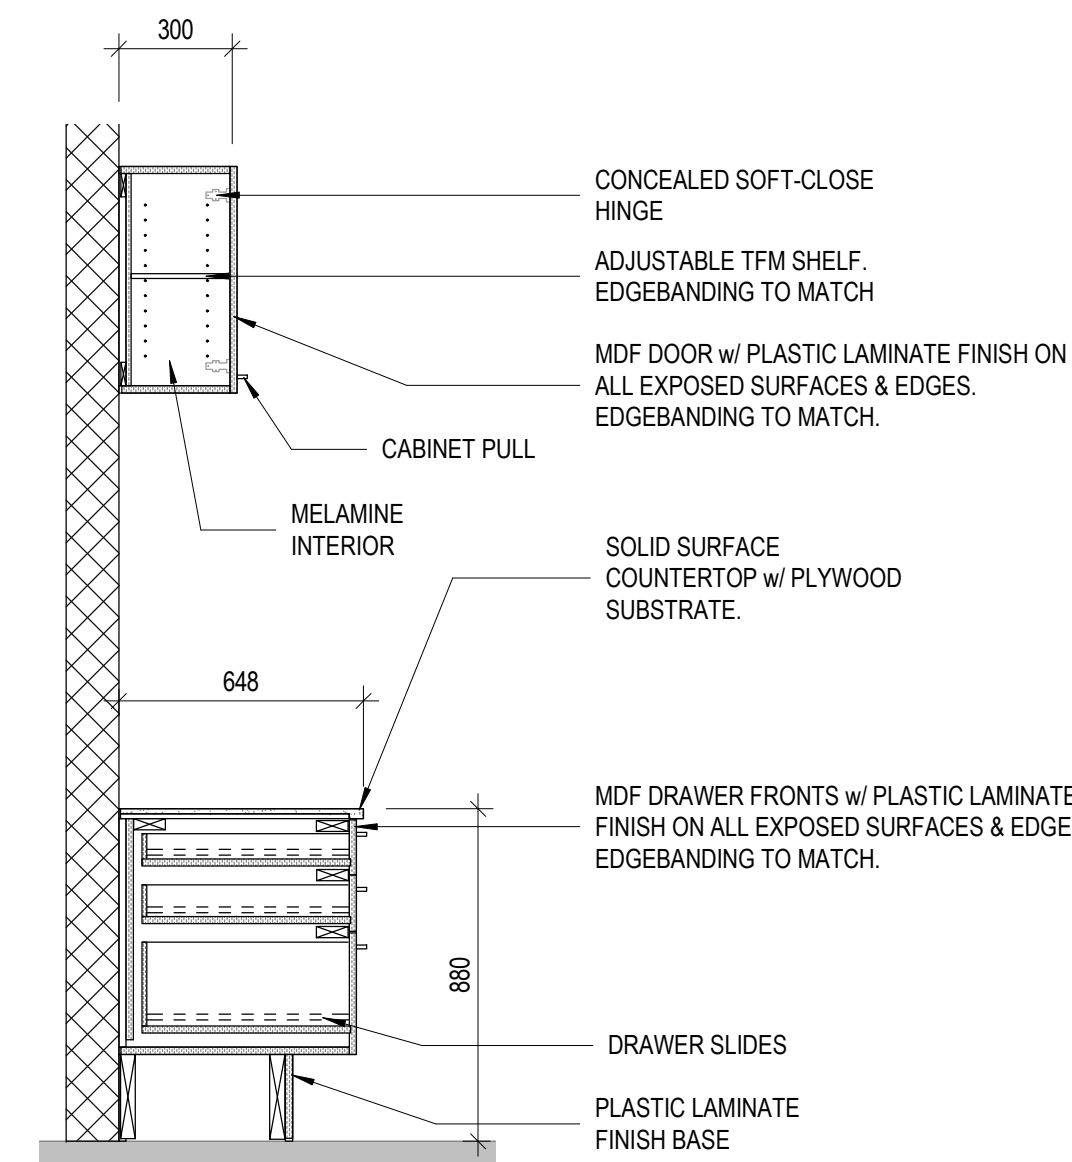 300
CONCEALED SOFT-CLOSE
HINGE
ADJUSTABLE TFM SHELF.
EDGEBANDING TO MATCH
MDF DOOR w/ PLASTIC LAMINATE FINISH ON
ALL EXPOSED SURFACES & EDGES.
EDGEBANDING TO MATCH.
CABINET PULL
MELAMINE
INTERIOR
SOLID SURFACE
COUNTERTOP w/ PLYWOOD
SUBSTRATE.
648
MDF DRAWER FRONTS w/ PLASTIC LAMINATE
FINISH ON ALL EXPOSED SURFACES & EDGE
EDGEBANDING TO MATCH.
880
DRAWER SLIDES
PLASTIC LAMINATE
FINISH BASE